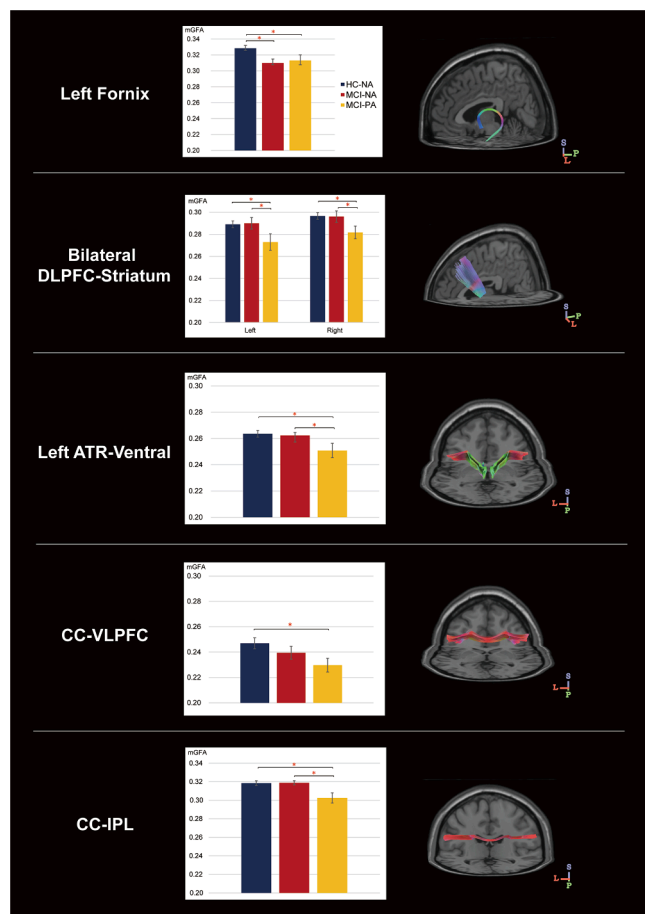 mGFA
*
*
0.34
0.32
0.30
0.28
0.26
0.24
0.22
0.20
HC-NA
MCI-NA
MCI-PA
Left Fornix
S
P
L
mGFA
*
*
*
*
0.30
0.28
0.26
0.24
0.22
0.20
Left
Right
Bilateral
DLPFC-Striatum
S
P
L
mGFA
0.30
0.28
0.26
0.24
0.22
0.20
*
*
Left ATR-Ventral
S
L
P
mGFA
0.30
0.28
0.26
0.24
0.22
0.20
*
CC-VLPFC
S
L
P
mGFA
0.34
0.32
0.30
0.28
0.26
0.24
0.22
0.20
*
*
CC-IPL
S
L
P